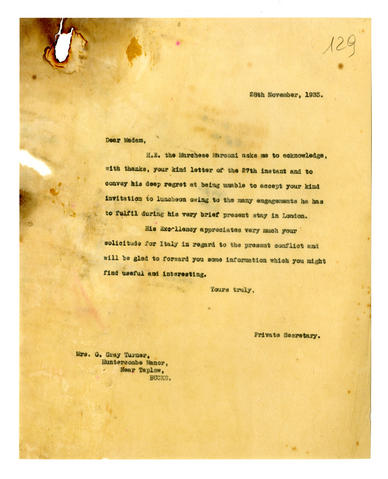 129
28th November, 1935.
Dear Madam,
H.E. the Marchese Marconi asks me to acknowledge,
with thanks, your kind letter of the 27th instant and to
convey his deep regret at being unable to accept your kind
invitation to luncheon owing to the many engagements he has
to fulfil during his very brief present stay in London.
His Excellency appreciates very much your
solicitude for Italy in regard to the present conflict and
will be glad to forward you some information which you might
find useful and interesting.
Yours truly,
Private Secretary.
Mrs. G. Gray Turner,
Huntercombe Manor,
Near Taplow,
BUCKS.